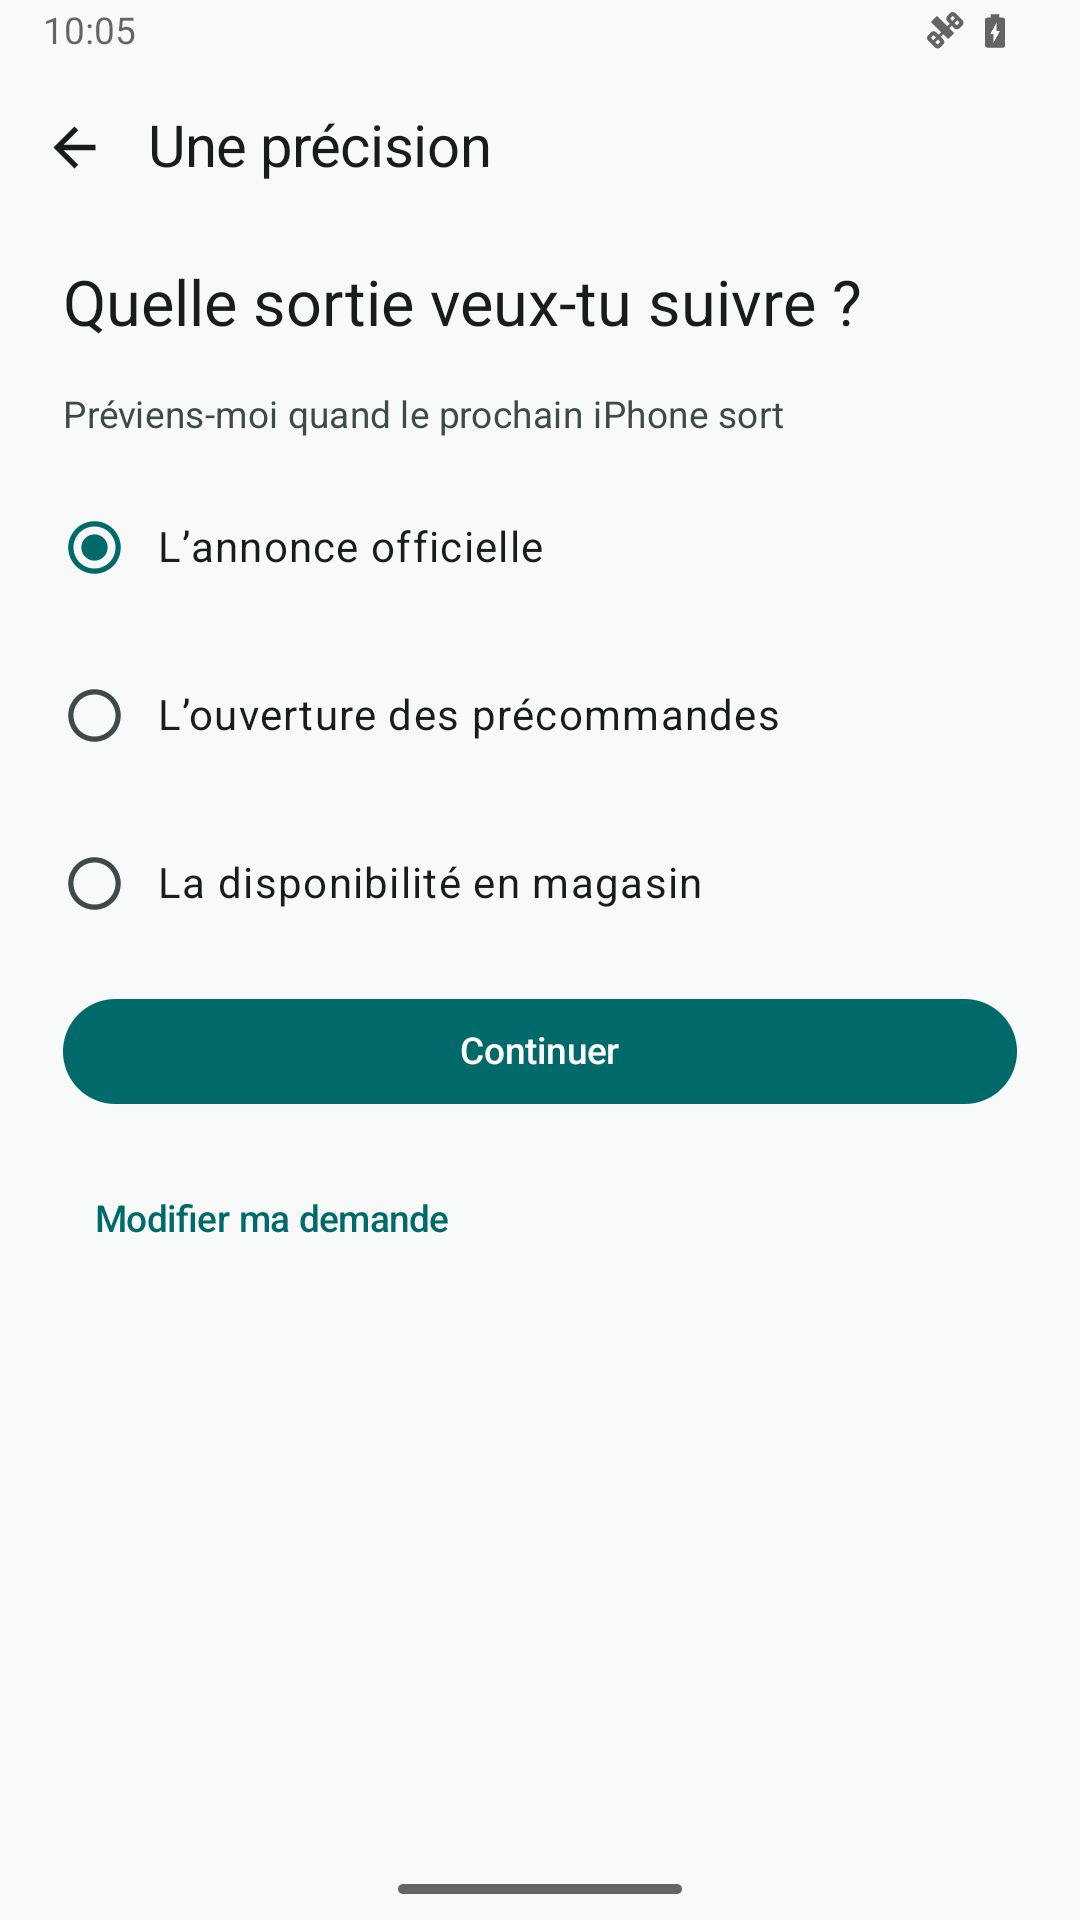 10:05
Une précision
Quelle sortie veux-tu suivre ?
Préviens-moi quand le prochain iPhone sort
L’annonce officielle
L’ouverture des précommandes
La disponibilité en magasin
Continuer
Modifier ma demande